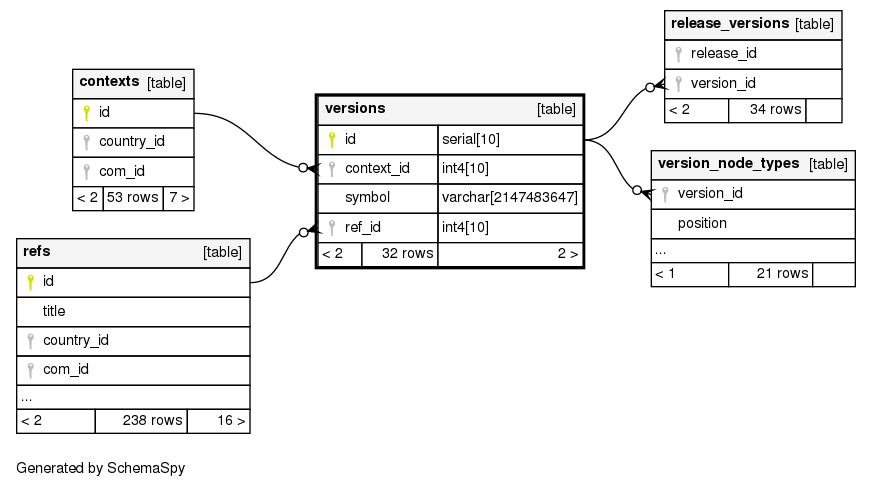 contexts [table]
id
country_id
com_id
< 2 53 rows 7 >
refs [table]
id
title
country_id
com_id
...
< 2 238 rows 16 >
versions [table]
id serial[10]
context_id int4[10]
symbol varchar[2147483647]
ref_id int4[10]
< 2 32 rows 2 >
release_versions [table]
release_id
version_id
< 2 34 rows
version_node_types [table]
version_id
position
...
< 1 21 rows
Generated by SchemaSpy